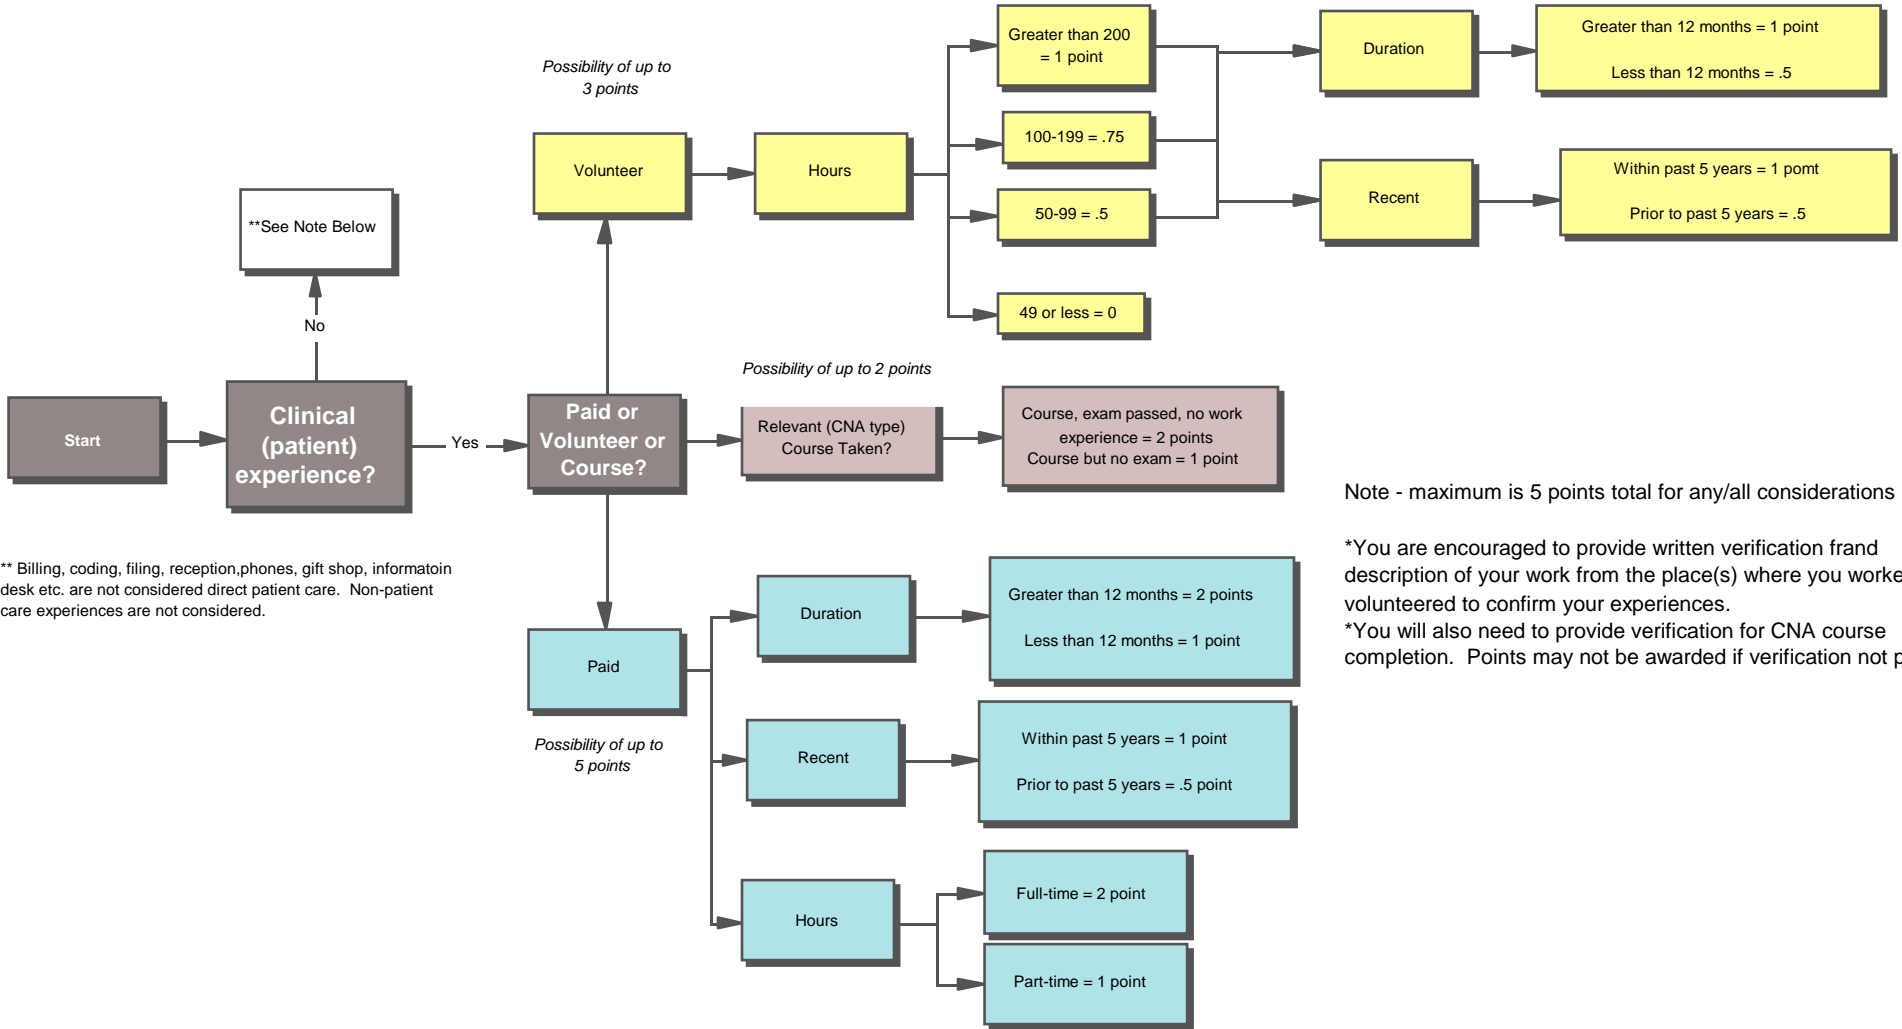 Start
Clinical
(patient)
experience?
No
**See Note Below
Yes
Paid or
Volunteer or
Course?
Possibility of up to
3 points
Volunteer
Hours
Greater than 200
= 1 point
100-199 = .75
50-99 = .5
49 or less = 0
Duration
Greater than 12 months = 1 point
Less than 12 months = .5
Recent
Within past 5 years = 1 pomt
Prior to past 5 years = .5
Possibility of up to 2 points
Relevant (CNA type)
Course Taken?
Course, exam passed, no work
experience = 2 points
Course but no exam = 1 point
Paid
Possibility of up to
5 points
Duration
Greater than 12 months = 2 points
Less than 12 months = 1 point
Recent
Within past 5 years = 1 point
Prior to past 5 years = .5 point
Hours
Full-time = 2 point
Part-time = 1 point
** Billing, coding, filing, reception,phones, gift shop, informatoin
desk etc. are not considered direct patient care. Non-patient
care experiences are not considered.
Note - maximum is 5 points total for any/all considerations
*You are encouraged to provide written verification frand
description of your work from the place(s) where you worke
volunteered to confirm your experiences.
*You will also need to provide verification for CNA course
completion. Points may not be awarded if verification not p